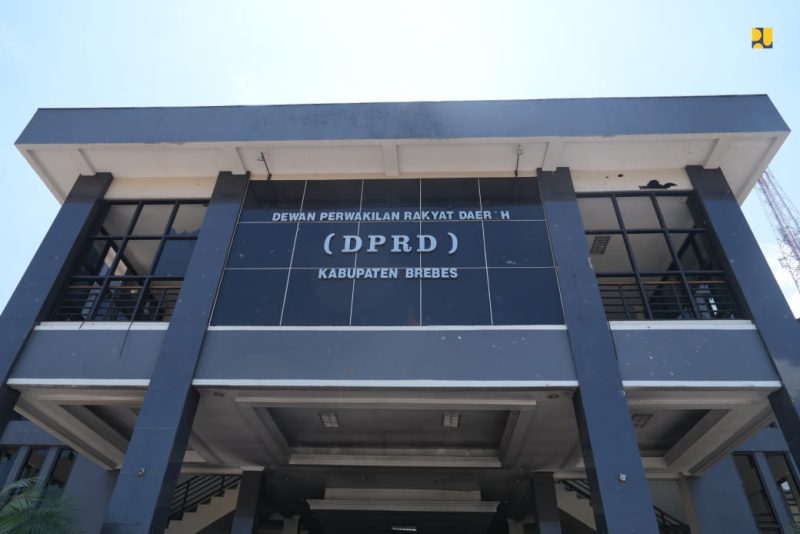 DEWAN PERWAKILAN RAKYAT DAER H
(DPRD)
KABUPATEN BREBES